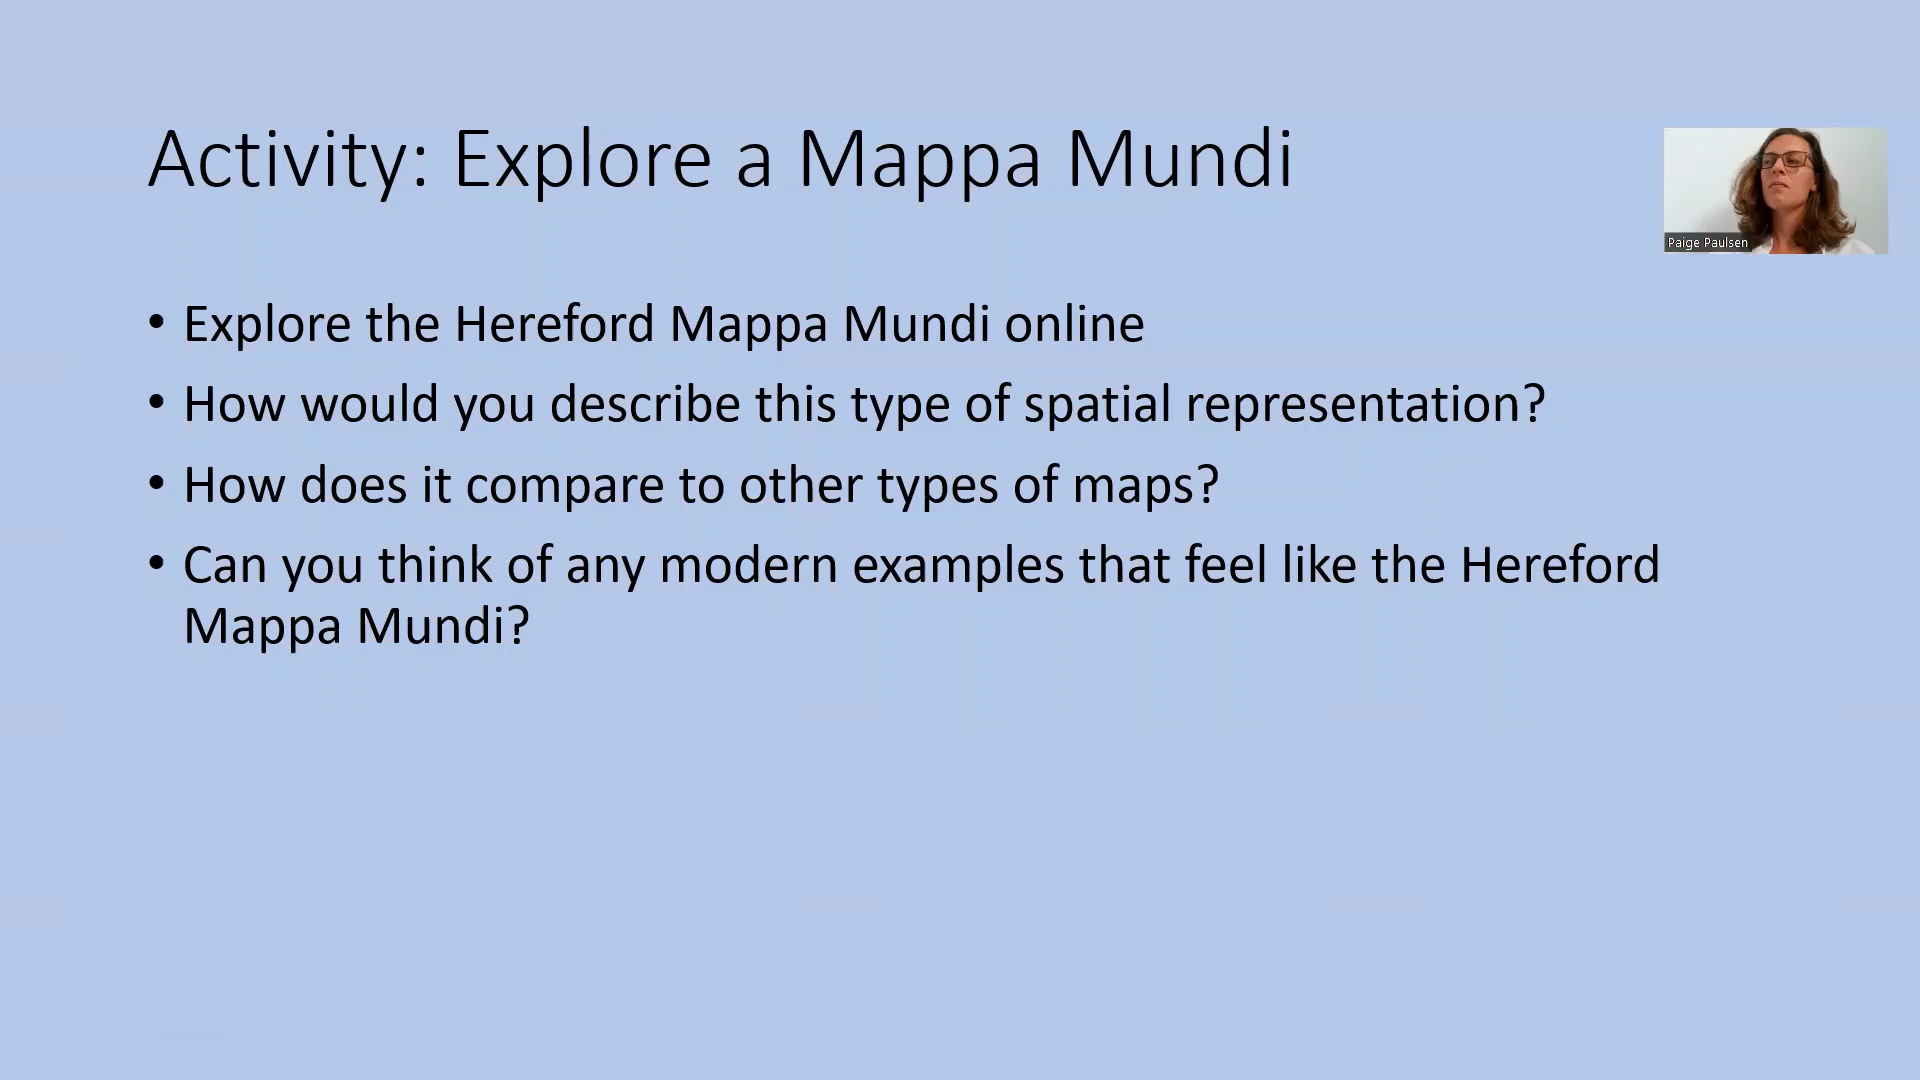 Activity: Explore a Mappa Mundi
Paige Paulsen
• Explore the Hereford Mappa Mundi online
• How would you describe this type of spatial representation?
• How does it compare to other types of maps?
• Can you think of any modern examples that feel like the Hereford
Mappa Mundi?